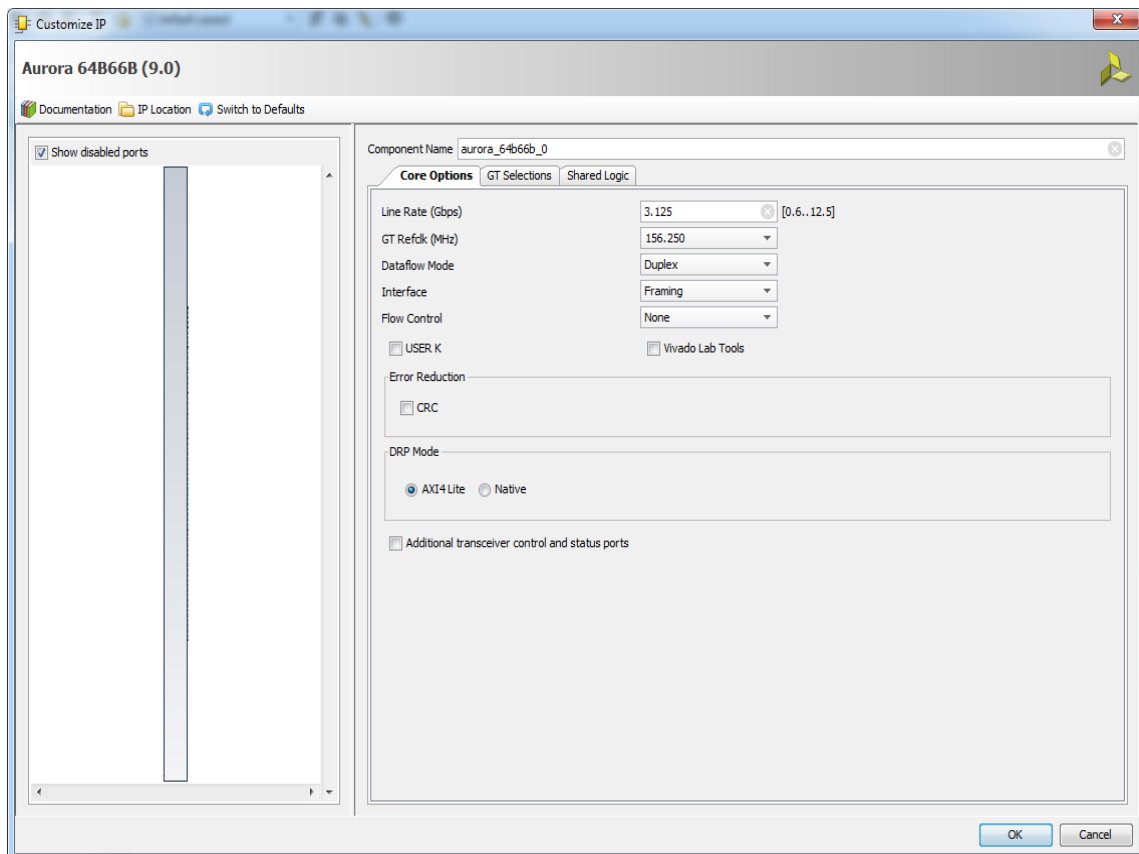 Customize IP
Aurora 64B66B (9.0)
Documentation IP Location Switch to Defaults
Show disabled ports
Component Name aurora_64b66b_0
Core Options GT Selections Shared Logic
Line Rate (Gbps) 3.125 [0.6..12.5]
GT Refclk (MHz) 156.250
Dataflow Mode Duplex
Interface Framing
Flow Control None
USER K Vivado Lab Tools
Error Reduction
CRC
DRP Mode
AXI4 Lite Native
Additional transceiver control and status ports
OK Cancel